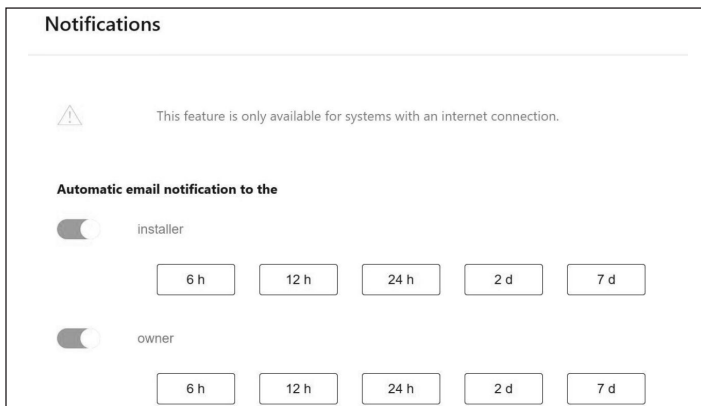 Notifications
This feature is only available for systems with an internet connection.
Automatic email notification to the
installer
6 h 12 h 24 h 2 d 7 d
owner
6 h 12 h 24 h 2 d 7 d